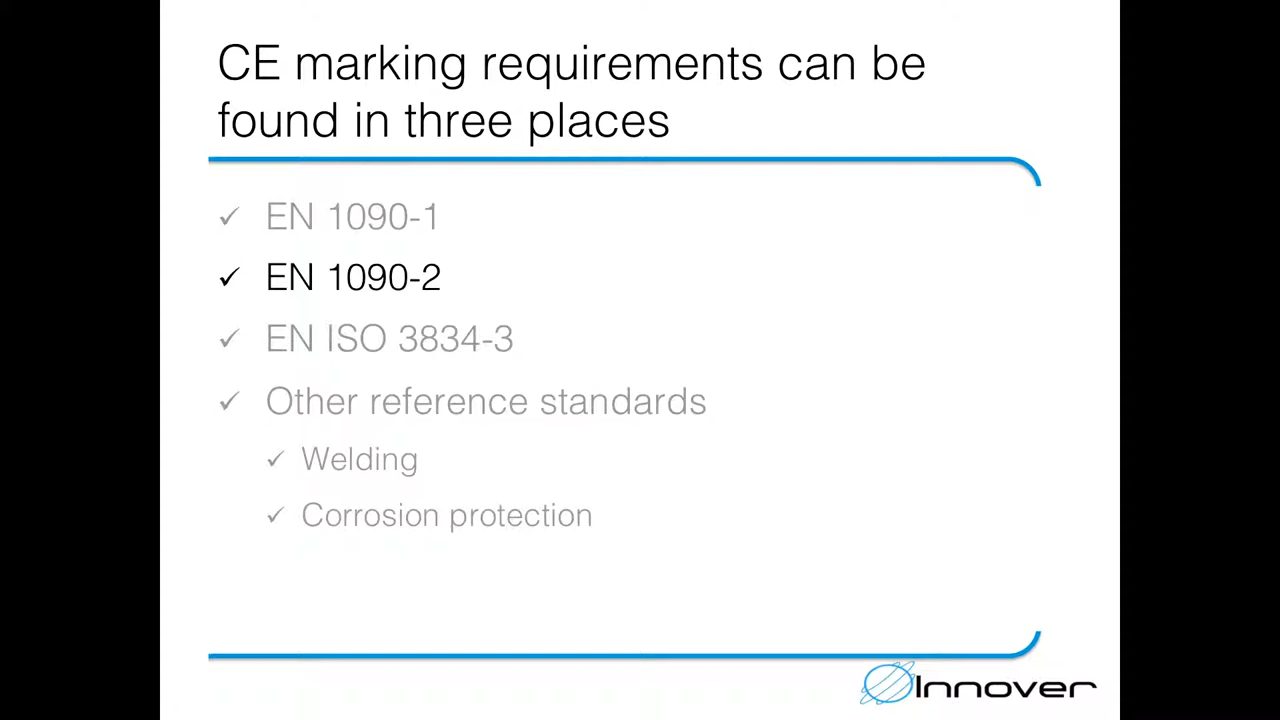 CE marking requirements can be
found in three places
✓ EN 1090-1
✓ EN 1090-2
✓ EN ISO 3834-3
✓ Other reference standards
✓ Welding
✓ Corrosion protection
Innover